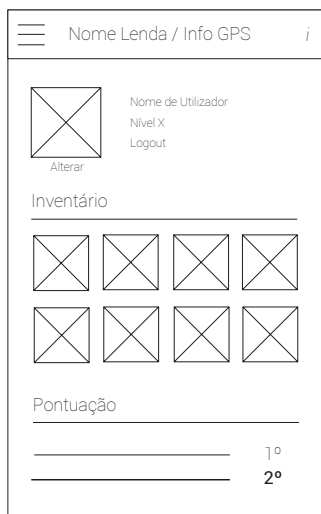 Nome Lenda / Info GPS i
Nome de Utilizador
Nível X
Logout
Alterar
Inventário
Pontuação
1º
2º